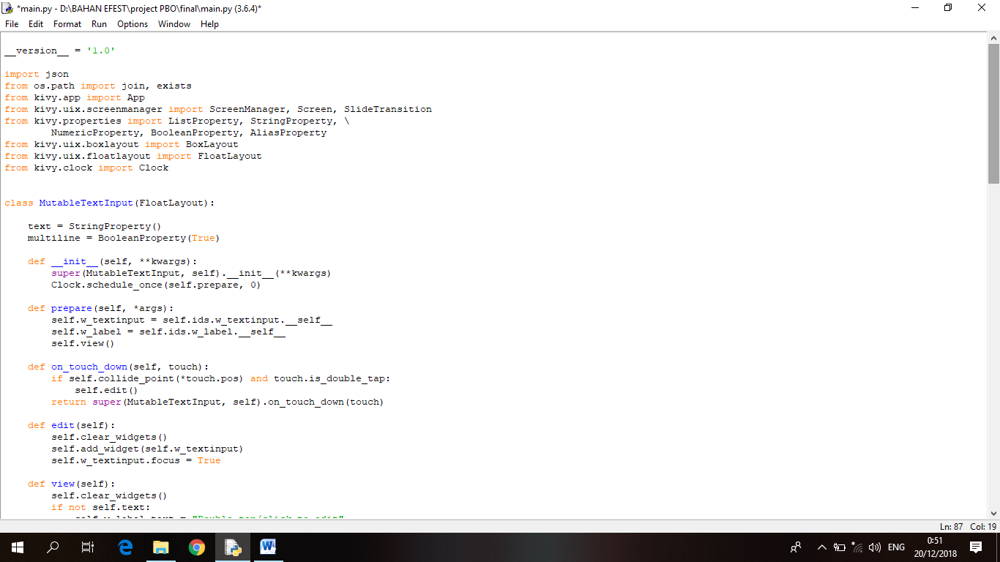 *main.py - D:\BAHAN EFEST\project PBO\final\main.py (3.6.4)*
File Edit Format Run Options Window Help
__version__ = '1.0'
import json
from os.path import join, exists
from kivy.app import App
from kivy.uix.screenmanager import ScreenManager, Screen, SlideTransition
from kivy.properties import ListProperty, StringProperty, \
        NumericProperty, BooleanProperty, AliasProperty
from kivy.uix.boxlayout import BoxLayout
from kivy.uix.floatlayout import FloatLayout
from kivy.clock import Clock
class MutableTextInput(FloatLayout):
    text = StringProperty()
    multiline = BooleanProperty(True)
    def __init__(self, **kwargs):
        super(MutableTextInput, self).__init__(**kwargs)
        Clock.schedule_once(self.prepare, 0)
    def prepare(self, *args):
        self.w_textinput = self.ids.w_textinput.__self__
        self.w_label = self.ids.w_label.__self__
        self.view()
    def on_touch_down(self, touch):
        if self.collide_point(*touch.pos) and touch.is_double_tap:
            self.edit()
        return super(MutableTextInput, self).on_touch_down(touch)
    def edit(self):
        self.clear_widgets()
        self.add_widget(self.w_textinput)
        self.w_textinput.focus = True
    def view(self):
        self.clear_widgets()
        if not self.text:
            self.w_label.text = "Double tap/click to edit"
Ln: 87 Col: 19
ENG
0:51
20/12/2018